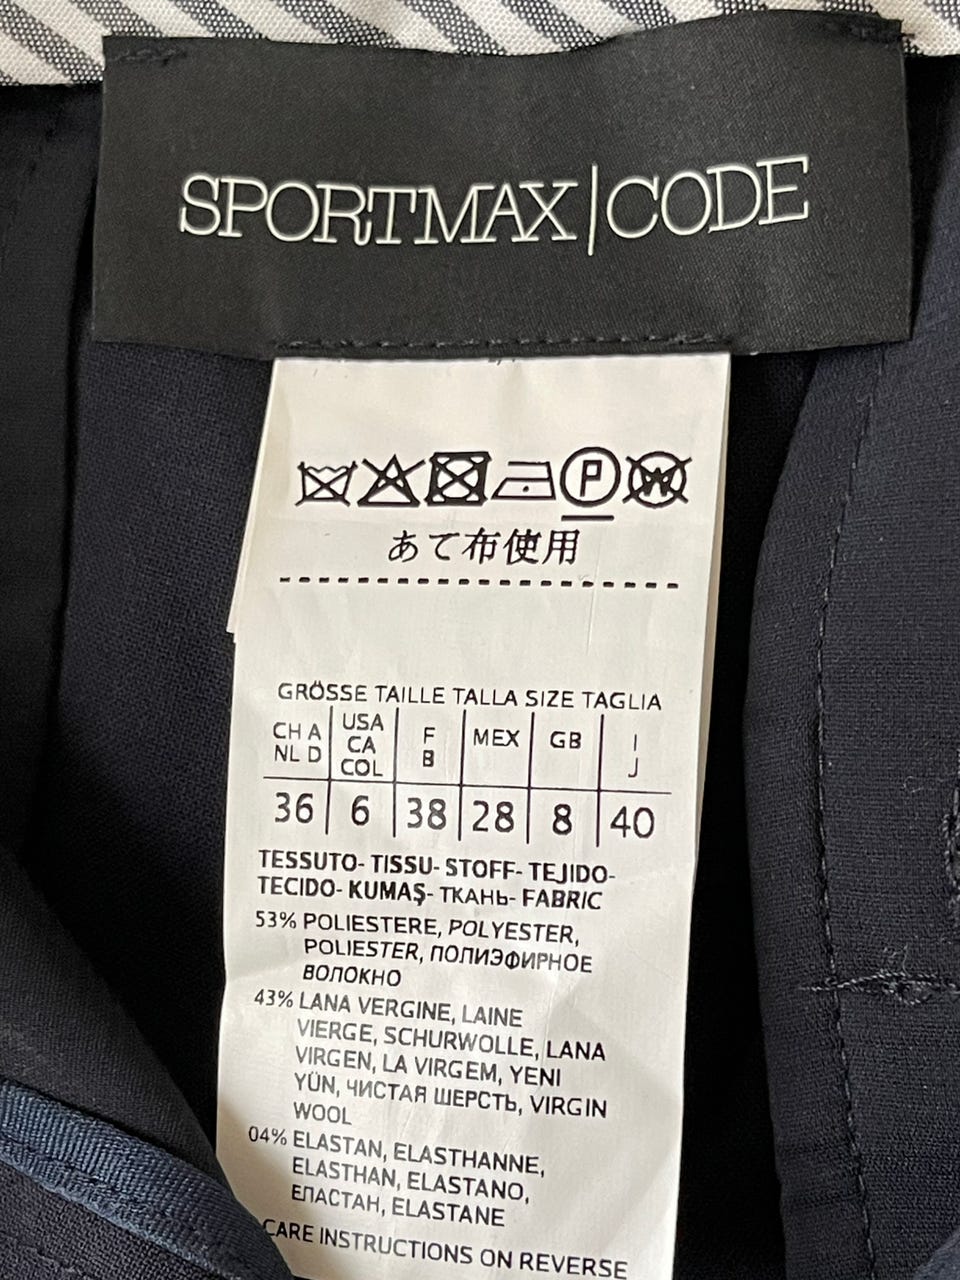 SPORTMAX|CODE
P W
あて布使用
GRÖSSE TAILLE TALLA SIZE TAGLIA
CH A NL D | USA CA COL | F B | MEX | GB | I J
36 | 6 | 38 | 28 | 8 | 40
TESSUTO- TISSU- STOFF- TEJIDO-
TECIDO- KUMAŞ- ТКАНЬ- FABRIC
53% POLIESTERE, POLYESTER,
POLIESTER, ПОЛИЭФИРНОЕ
ВОЛОКНО
43% LANA VERGINE, LAINE
VIERGE, SCHURWOLLE, LANA
VIRGEN, LA VIRGEM, YENI
YÜN, ЧИСТАЯ ШЕРСТЬ, VIRGIN
WOOL
04% ELASTAN, ELASTHANNE,
ELASTHAN, ELASTANO,
ЕПАСТАН, ELASTANE
CARE INSTRUCTIONS ON REVERSE